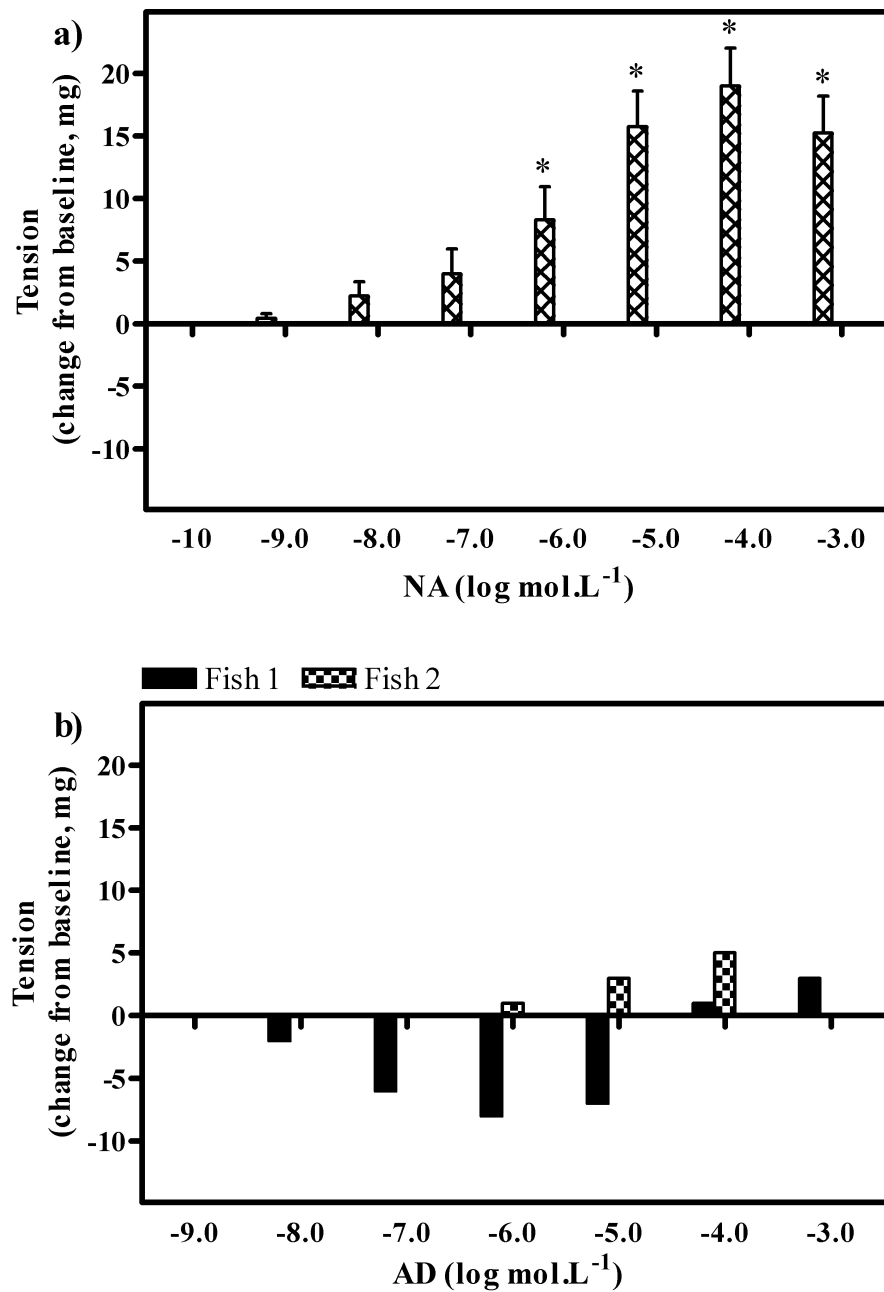 a)
*
*
*
*
20
15
10
5
0
-5
-10
Tension
(change from baseline, mg)
-10 -9.0 -8.0 -7.0 -6.0 -5.0 -4.0 -3.0
NA (log mol.L⁻¹)
Fish 1 Fish 2
b)
20
15
10
5
0
-5
-10
Tension
(change from baseline, mg)
-9.0 -8.0 -7.0 -6.0 -5.0 -4.0 -3.0
AD (log mol.L⁻¹)